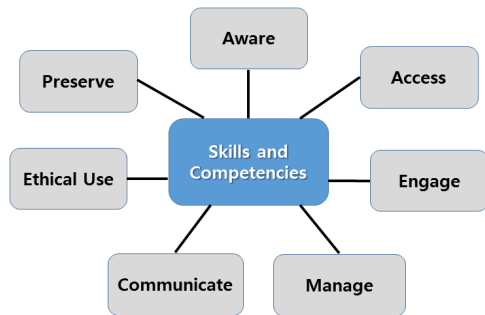 Aware
Preserve
Access
Skills and
Competencies
Ethical Use
Engage
Communicate
Manage